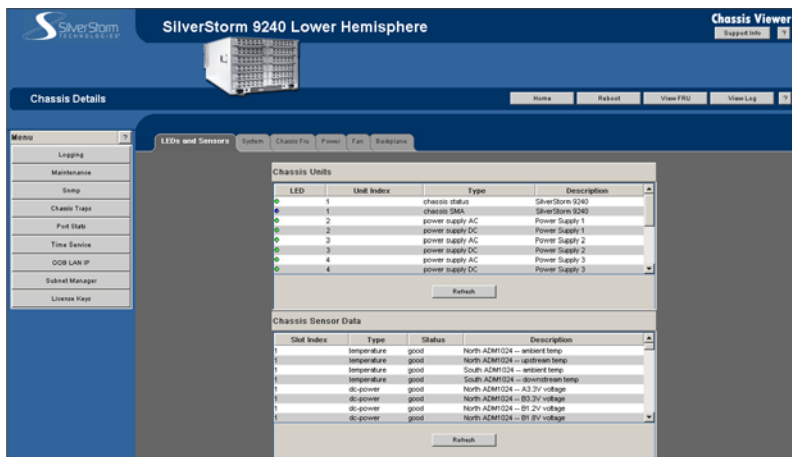 SilverStorm
TECHNOLOGIES
SilverStorm 9240 Lower Hemisphere
Chassis Viewer
Support Info ?
Chassis Details
Home Reboot View FRU View Log ?
Menu ?
Logging
Maintenance
Snmp
Chassis Traps
Port Stats
Time Service
OOB LAN IP
Subnet Manager
License Keys
LEDs and Sensors System Chassis Fru Power Fan Backplane
Chassis Units
LED Unit Index Type Description
1 chassis status SilverStorm 9240
1 chassis SMA SilverStorm 9240
2 power supply AC Power Supply 1
2 power supply DC Power Supply 1
3 power supply AC Power Supply 2
3 power supply DC Power Supply 2
4 power supply AC Power Supply 3
4 power supply DC Power Supply 3
Refresh
Chassis Sensor Data
Slot Index Type Status Description
1 temperature good North ADM1024 -- ambient temp
1 temperature good North ADM1024 -- upstream temp
1 temperature good South ADM1024 -- ambient temp
1 temperature good South ADM1024 -- downstream temp
1 dc-power good North ADM1024 -- A3.3V voltage
1 dc-power good North ADM1024 -- B3.3V voltage
1 dc-power good North ADM1024 -- B1.2V voltage
1 dc-power good North ADM1024 -- B1.8V voltage
Refresh